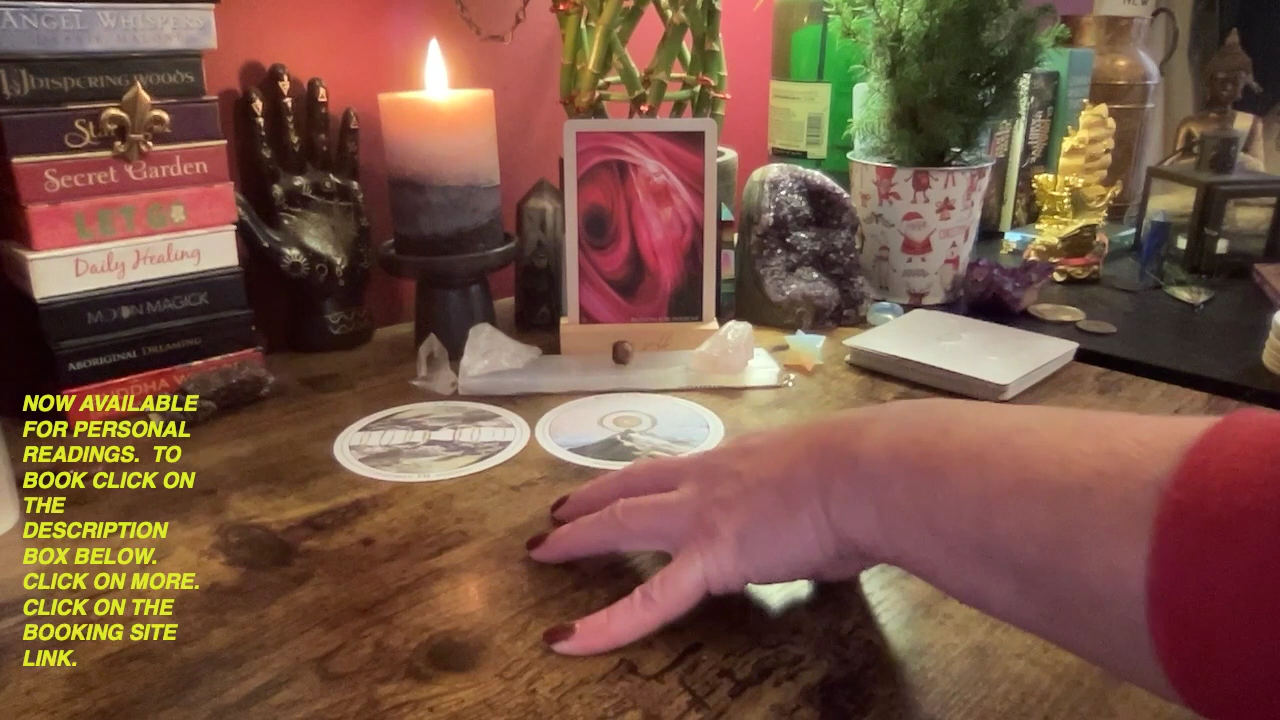 ANGEL WHISPERS
WHISPERING WOODS
Secret Garden
LET GO
Daily Healing
MOON MAGICK
ABORIGINAL DREAMING
NOW AVAILABLE
FOR PERSONAL
READINGS. TO
BOOK CLICK ON
THE
DESCRIPTION
BOX BELOW.
CLICK ON MORE.
CLICK ON THE
BOOKING SITE
LINK.